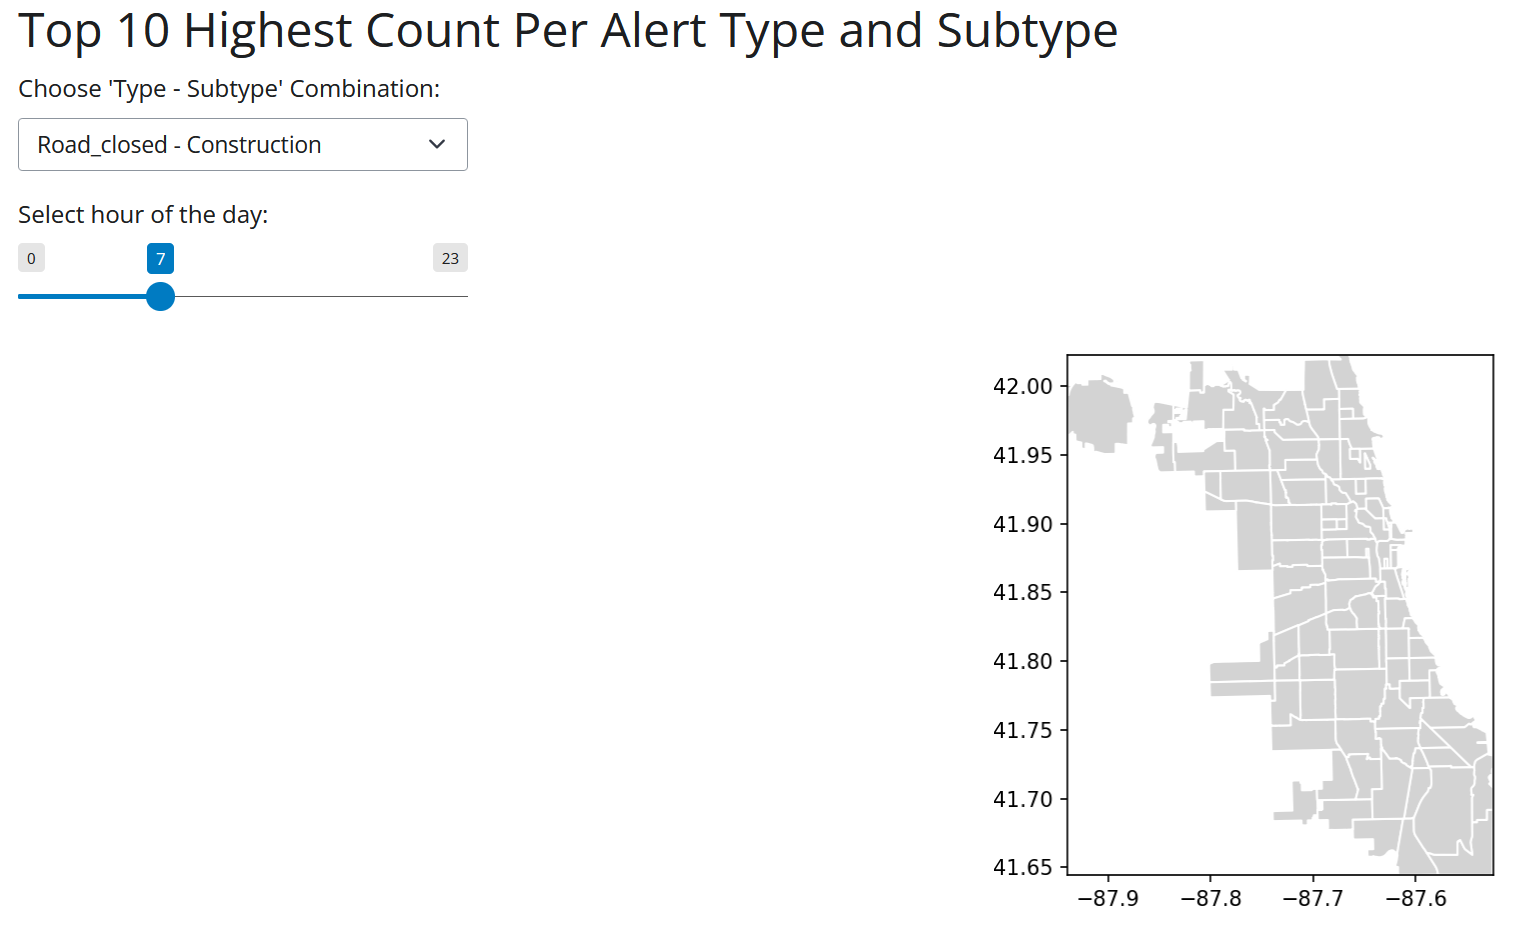 Top 10 Highest Count Per Alert Type and Subtype
Choose 'Type - Subtype' Combination:
Road_closed - Construction
Select hour of the day:
0 7 23
42.00
41.95
41.90
41.85
41.80
41.75
41.70
41.65
−87.9 −87.8 −87.7 −87.6